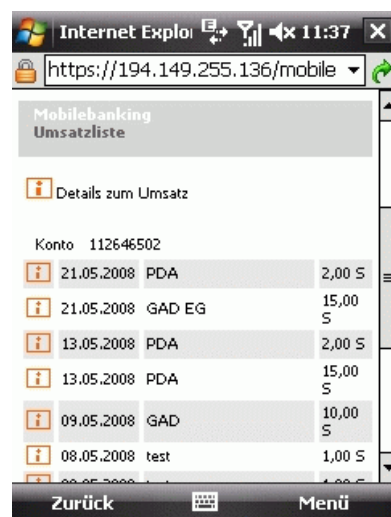 Internet Explo 11:37
https://194.149.255.136/mobile
Mobilebanking
Umsatzliste
Details zum Umsatz
Konto 112646502
21.05.2008 PDA 2,00 S
21.05.2008 GAD EG 15,00 S
13.05.2008 PDA 2,00 S
13.05.2008 PDA 15,00 S
09.05.2008 GAD 10,00 S
08.05.2008 test 1,00 S
Zurück Menü